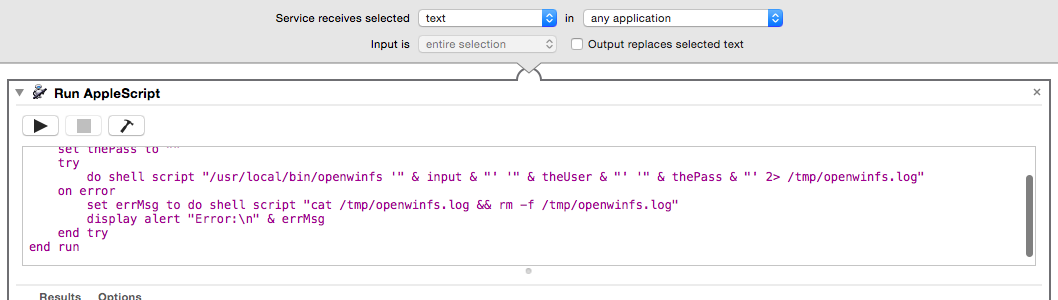 Service receives selected text in any application
Input is entire selection Output replaces selected text
Run AppleScript
set thePass to ""
try
do shell script "/usr/local/bin/openwinfs '" & input & "' '" & theUser & "' '" & thePass & "' 2> /tmp/openwinfs.log"
on error
set errMsg to do shell script "cat /tmp/openwinfs.log && rm -f /tmp/openwinfs.log"
display alert "Error:\n" & errMsg
end try
end run
Results Options